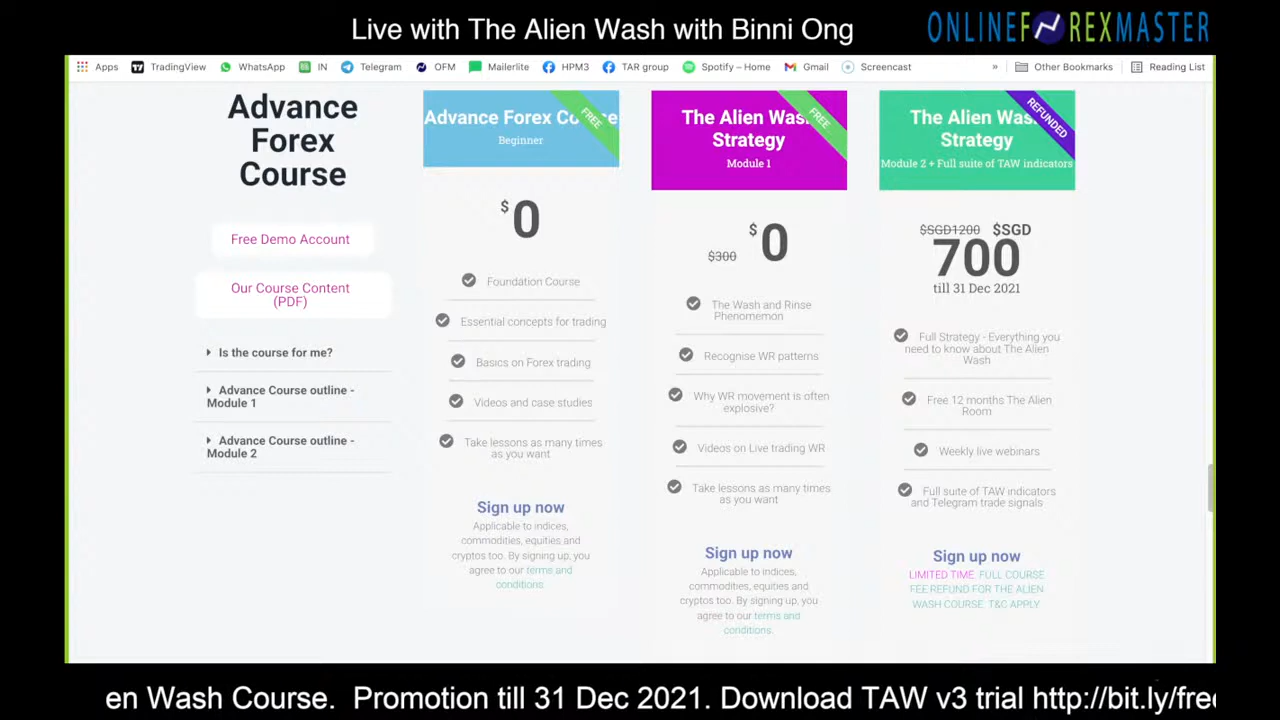 Live with The Alien Wash with Binni Ong
ONLINEFOREXMASTER
Apps TradingView WhatsApp IN Telegram OFM Mailerlite HPM3 TAR group Spotify – Home Gmail Screencast » Other Bookmarks Reading List
Advance
Forex
Course
Free Demo Account
Our Course Content
(PDF)
Is the course for me?
Advance Course outline -
Module 1
Advance Course outline -
Module 2
Advance Forex Co se
FREE
Beginner
$0
Foundation Course
Essential concepts for trading
Basics on Forex trading
Videos and case studies
Take lessons as many times
as you want
Sign up now
Applicable to indices,
commodities, equities and
cryptos too. By signing up, you
agree to our terms and
conditions.
The Alien Was
Strategy
FREE
Module 1
$300 $0
The Wash and Rinse
Phenomemon
Recognise WR patterns
Why WR movement is often
explosive?
Videos on Live trading WR
Take lessons as many times
as you want
Sign up now
Applicable to indices,
commodities, equities and
cryptos too. By signing up, you
agree to our terms and
conditions.
The Alien Was
Strategy
REFUNDED
Module 2 + Full suite of TAW indicators
$SGD1200 $SGD
700
till 31 Dec 2021
Full Strategy - Everything you
need to know about The Alien
Wash
Free 12 months The Alien
Room
Weekly live webinars
Full suite of TAW indicators
and Telegram trade signals
Sign up now
LIMITED TIME. FULL COURSE
FEE REFUND FOR THE ALIEN
WASH COURSE. T&C APPLY
en Wash Course. Promotion till 31 Dec 2021. Download TAW v3 trial http://bit.ly/fre